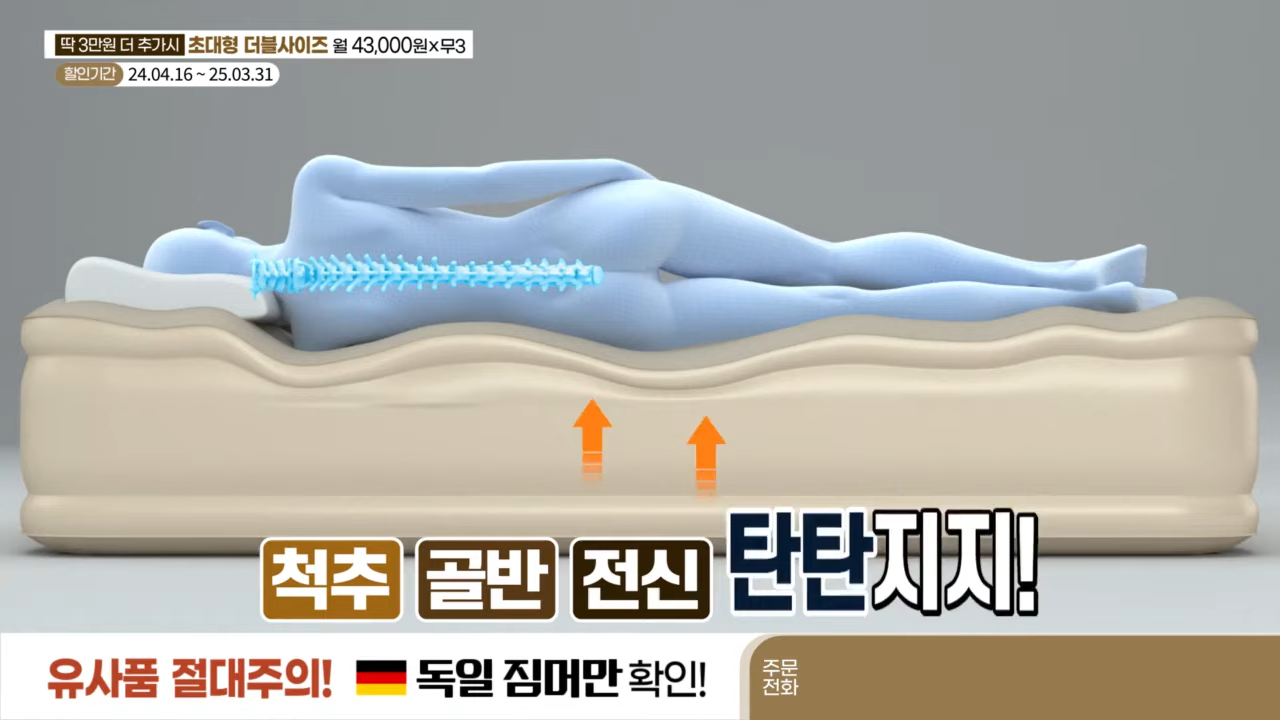 딱 3만원 더 추가시 초대형 더블사이즈 월 43,000원x무3
할인기간 24.04.16 ~ 25.03.31
척추 골반 전신 탄탄지지!
유사품 절대주의! 독일 짐머만 확인!
주문
전화